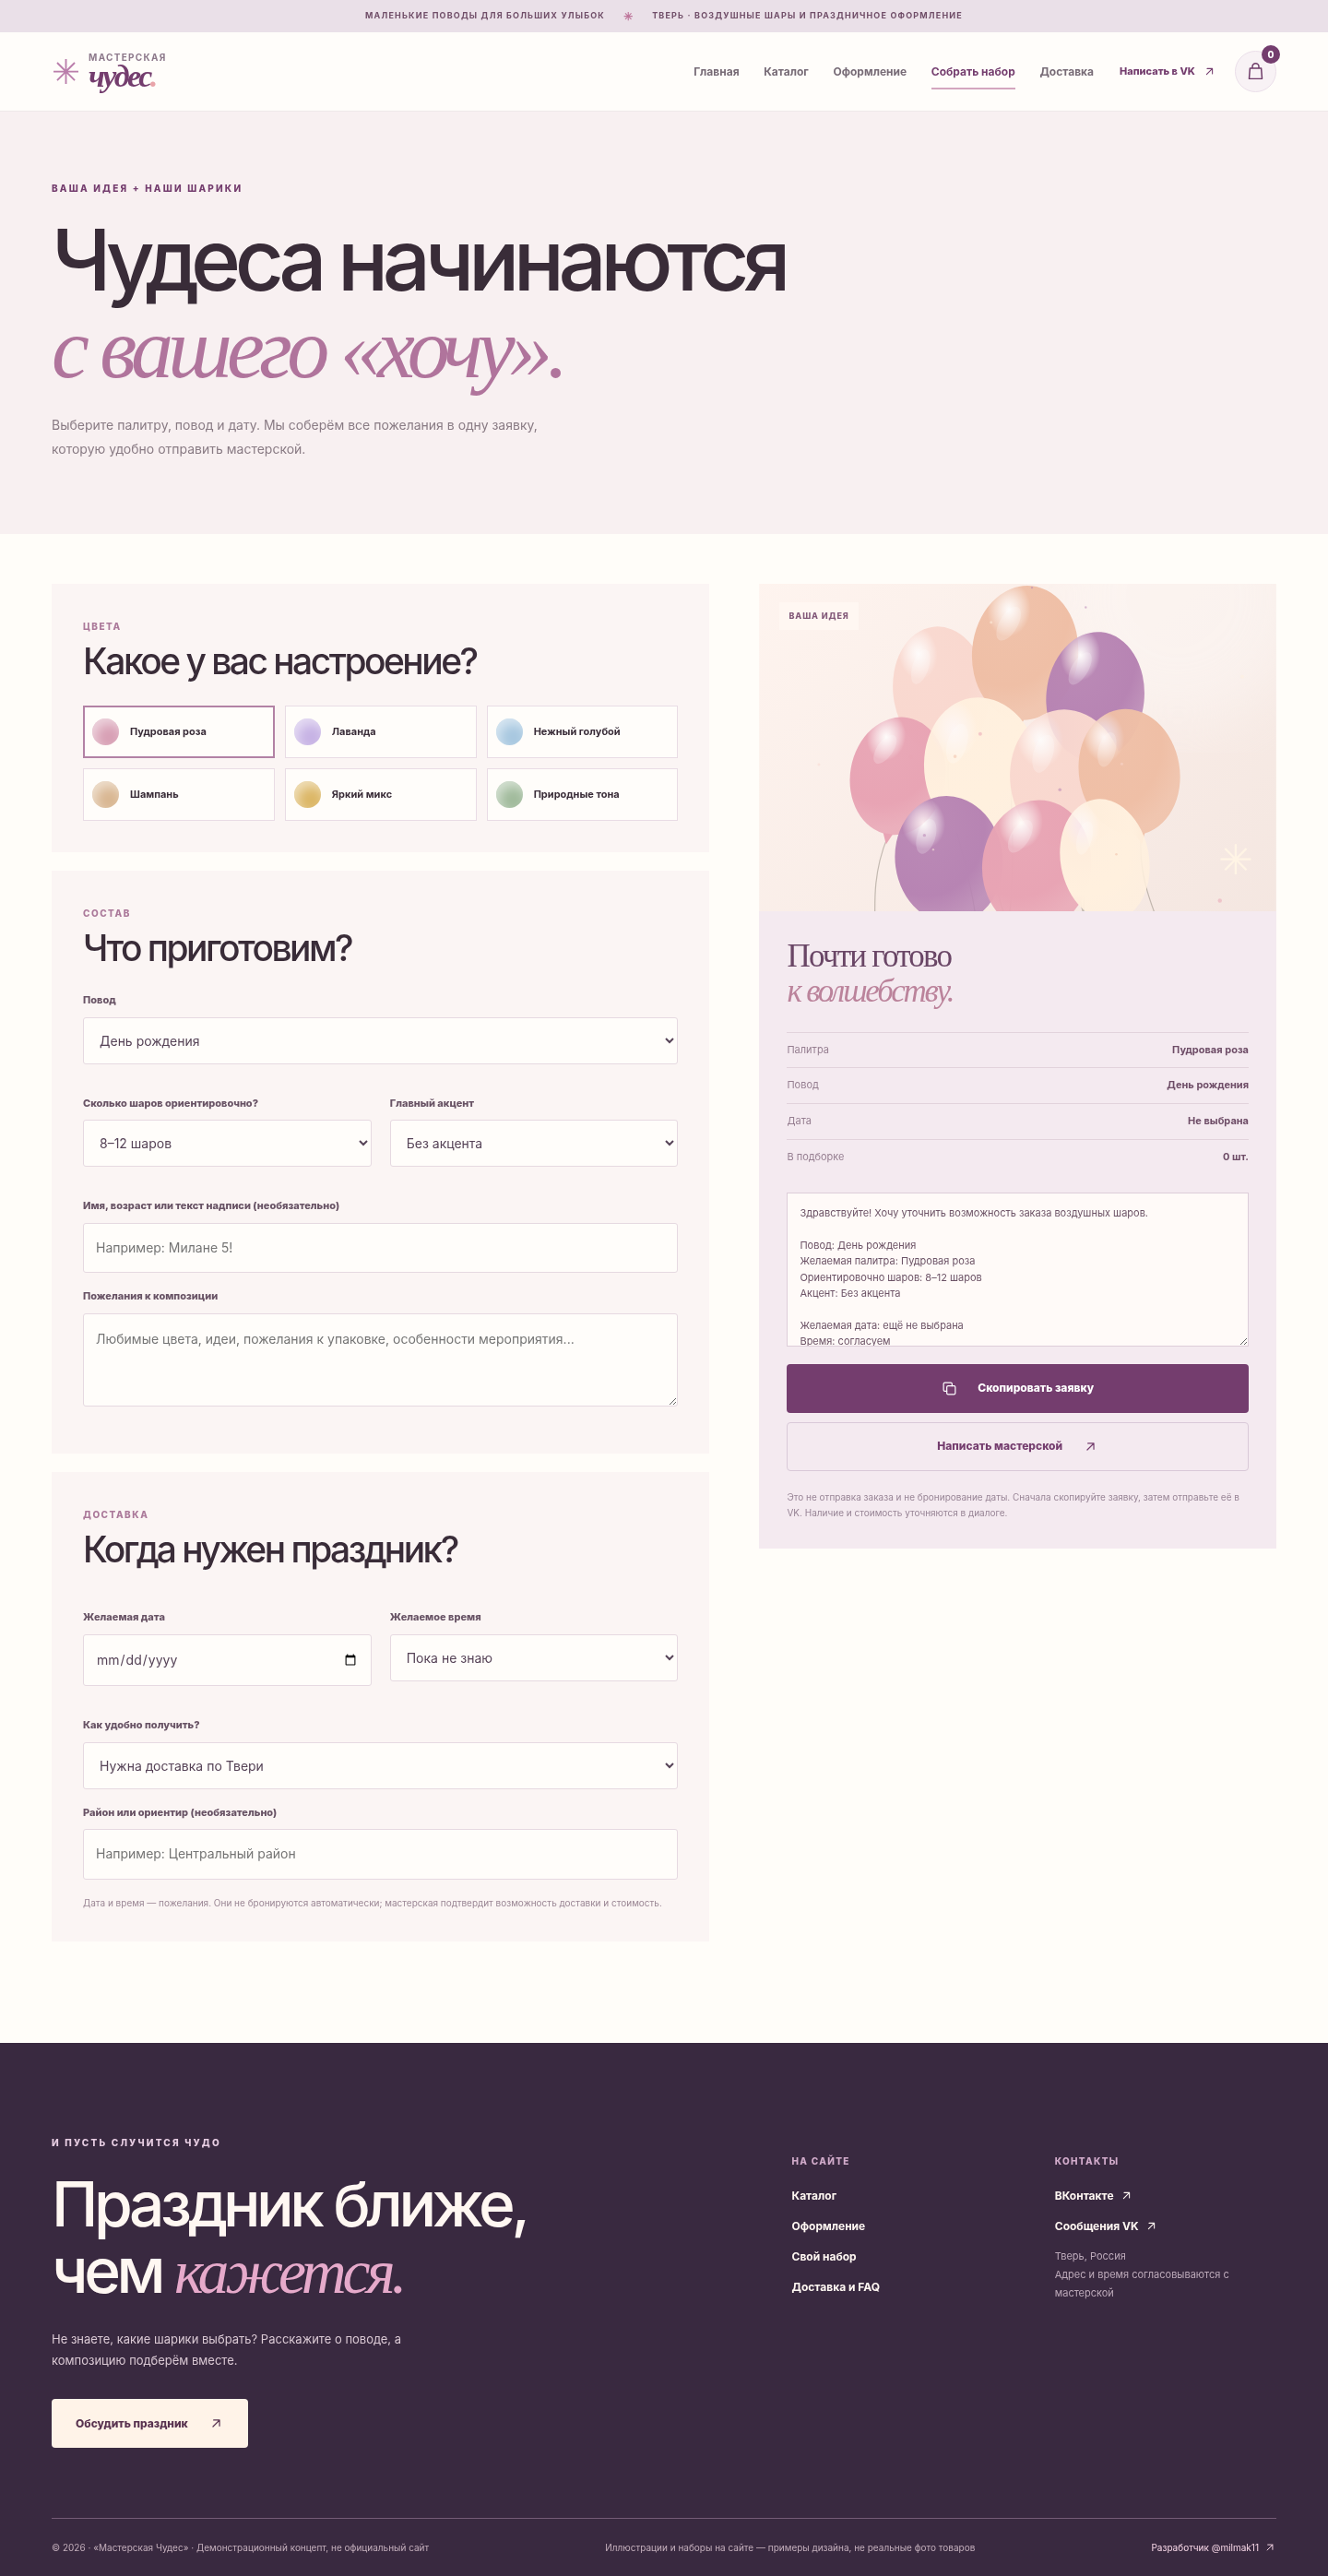 МАЛЕНЬКИЕ ПОВОДЫ ДЛЯ БОЛЬШИХ УЛЫБОК
ТВЕРЬ · ВОЗДУШНЫЕ ШАРЫ И ПРАЗДНИЧНОЕ ОФОРМЛЕНИЕ
МАСТЕРСКАЯ
чудес.
Главная
Каталог
Оформление
Собрать набор
Доставка
Написать в VK
0
ВАША ИДЕЯ + НАШИ ШАРИКИ
Чудеса начинаются
с вашего «хочу».
Выберите палитру, повод и дату. Мы соберём все пожелания в одну заявку,
которую удобно отправить мастерской.
ЦВЕТА
Какое у вас настроение?
Пудровая роза
Лаванда
Нежный голубой
Шампань
Яркий микс
Природные тона
СОСТАВ
Что приготовим?
Повод
День рождения
Сколько шаров ориентировочно?
Главный акцент
8–12 шаров
Без акцента
Имя, возраст или текст надписи (необязательно)
Например: Милане 5!
Пожелания к композиции
Любимые цвета, идеи, пожелания к упаковке, особенности мероприятия...
ДОСТАВКА
Когда нужен праздник?
Желаемая дата
Желаемое время
mm/dd/yyyy
Пока не знаю
Как удобно получить?
Нужна доставка по Твери
Район или ориентир (необязательно)
Например: Центральный район
Дата и время — пожелания. Они не бронируются автоматически; мастерская подтвердит возможность доставки и стоимость.
ВАША ИДЕЯ
Почти готово
к волшебству.
Палитра
Пудровая роза
Повод
День рождения
Дата
Не выбрана
В подборке
0 шт.
Здравствуйте! Хочу уточнить возможность заказа воздушных шаров.
Повод: День рождения
Желаемая палитра: Пудровая роза
Ориентировочно шаров: 8–12 шаров
Акцент: Без акцента
Желаемая дата: ещё не выбрана
Время: согласуем
Скопировать заявку
Написать мастерской
Это не отправка заказа и не бронирование даты. Сначала скопируйте заявку, затем отправьте её в
VK. Наличие и стоимость уточняются в диалоге.
И ПУСТЬ СЛУЧИТСЯ ЧУДО
Праздник ближе,
чем кажется.
Не знаете, какие шарики выбрать? Расскажите о поводе, а
композицию подберём вместе.
Обсудить праздник
НА САЙТЕ
Каталог
Оформление
Свой набор
Доставка и FAQ
КОНТАКТЫ
ВКонтакте
Сообщения VK
Тверь, Россия
Адрес и время согласовываются с
мастерской
© 2026 · «Мастерская Чудес» · Демонстрационный концепт, не официальный сайт
Иллюстрации и наборы на сайте — примеры дизайна, не реальные фото товаров
Разработчик @milmak11